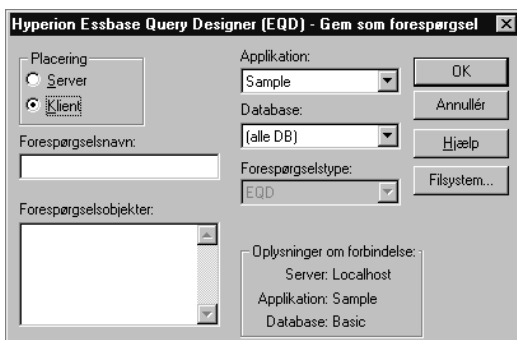 Hyperion Essbase Query Designer (EQD) - Gem som forespørgsel
Placering
Server
Klient
Forespørgselsnavn:
Forespørgselsobjekter:
Applikation:
Sample
Database:
(alle DB)
Forespørgselstype:
EQD
Oplysninger om forbindelse:
Server: Localhost
Applikation: Sample
Database: Basic
OK
Annullér
Hjælp
Filsystem...